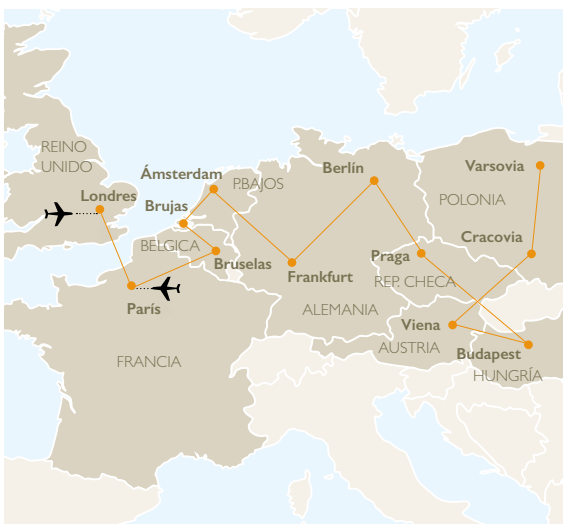 REINO
UNIDO
Londres
Ámsterdam
P.BAJOS
Brujas
BELGICA
Bruselas
París
FRANCIA
Berlín
Frankfurt
ALEMANIA
Varsovia
POLONIA
Cracovia
Praga
REP. CHECA
Viena
AUSTRIA
Budapest
HUNGRÍA